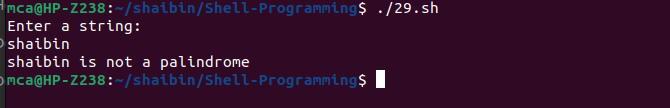 mca@HP-Z238:~/shaibin/Shell-Programming$ ./29.sh
Enter a string:
shaibin
shaibin is not a palindrome
mca@HP-Z238:~/shaibin/Shell-Programming$